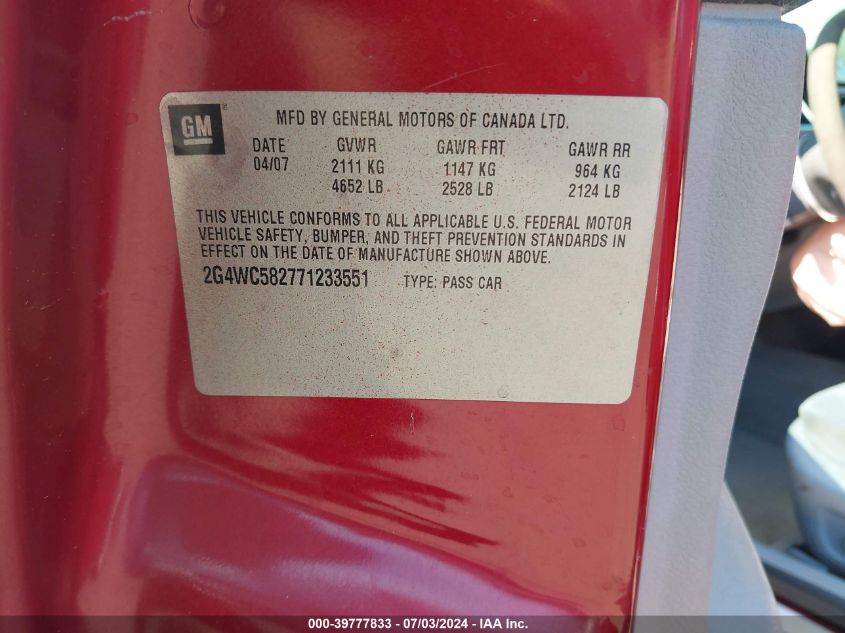 GM ®
MFD BY GENERAL MOTORS OF CANADA LTD.
DATE GVWR GAWR FRT GAWR RR
04/07 2111 KG 1147 KG 964 KG
4652 LB 2528 LB 2124 LB
THIS VEHICLE CONFORMS TO ALL APPLICABLE U.S. FEDERAL MOTOR
VEHICLE SAFETY, BUMPER, AND THEFT PREVENTION STANDARDS IN
EFFECT ON THE DATE OF MANUFACTURE SHOWN ABOVE.
2G4WC582771233551 TYPE: PASS CAR
000-39777833 - 07/03/2024 - IAA Inc.